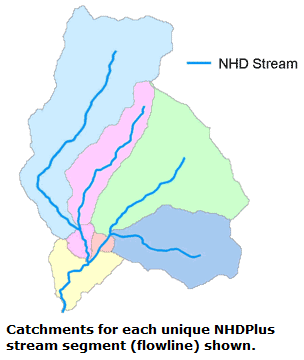 NHD Stream
Catchments for each unique NHDPlus
stream segment (flowline) shown.